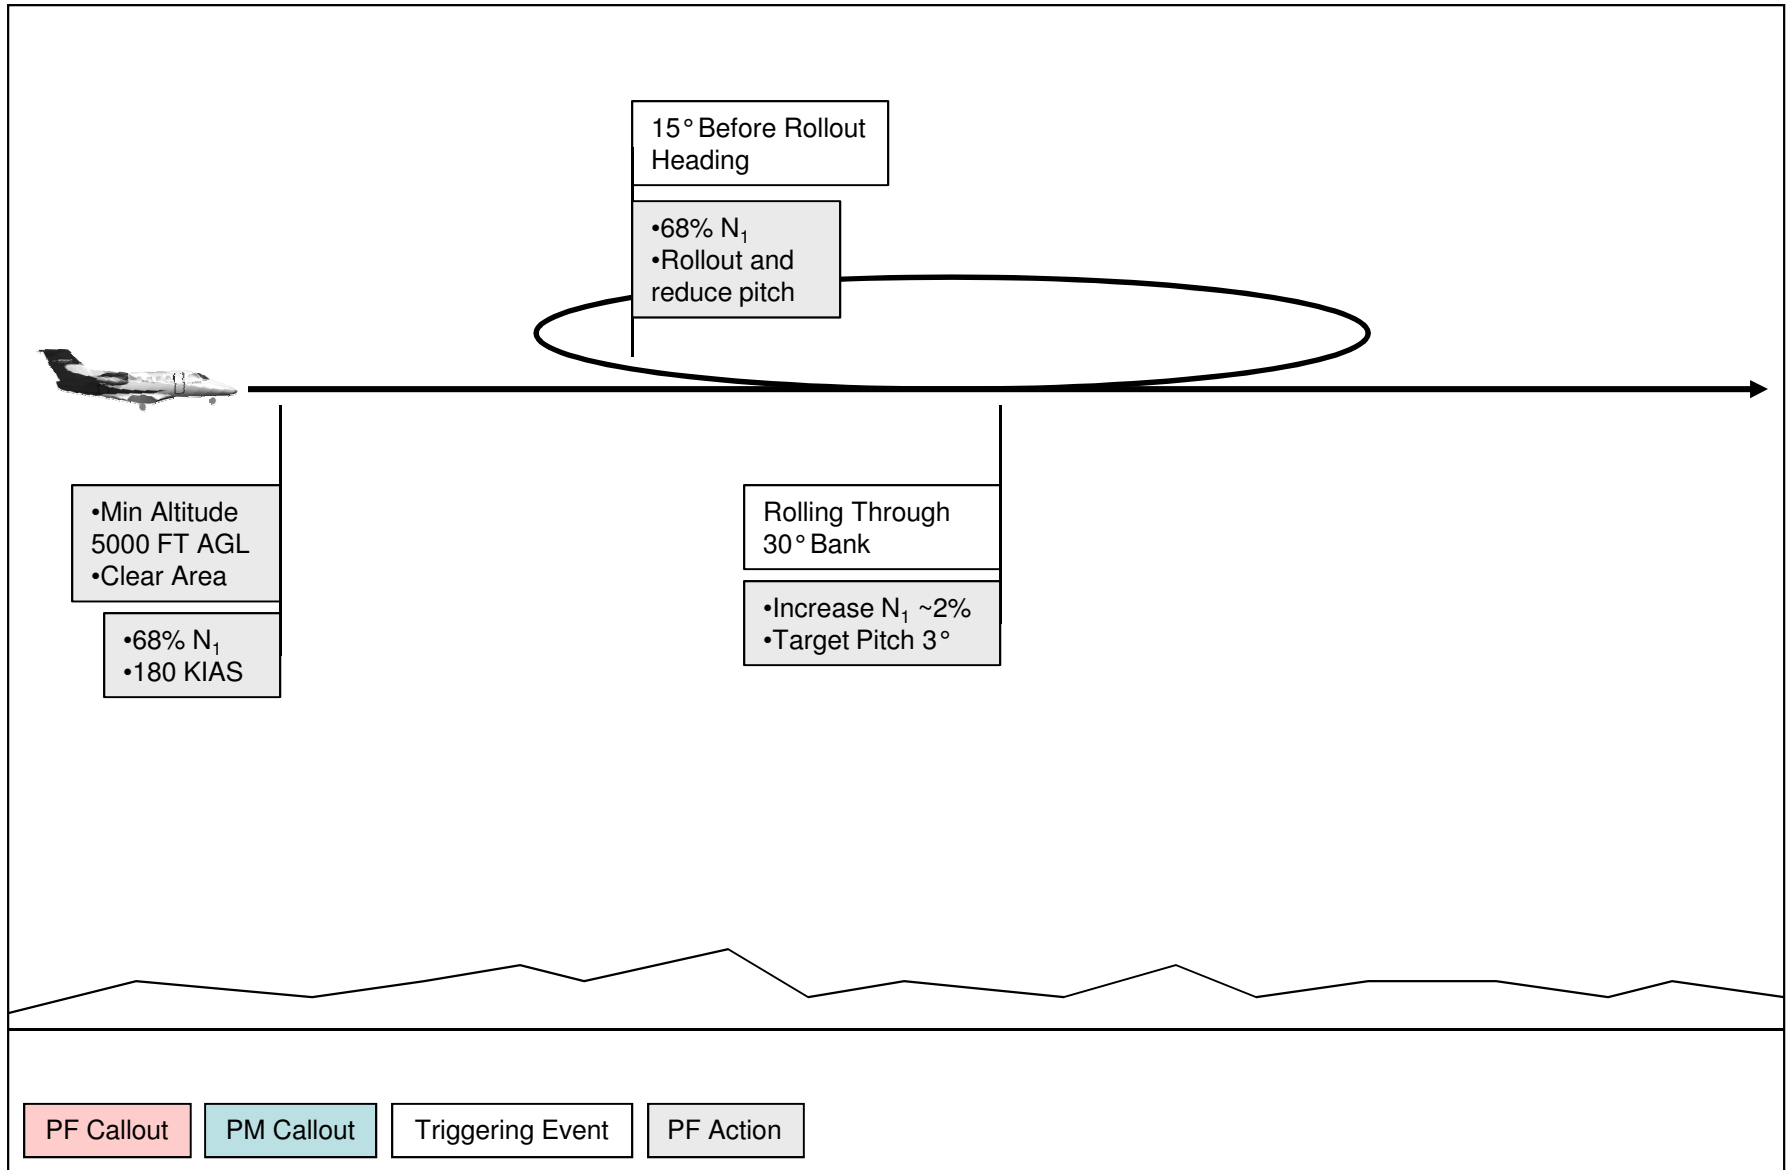 15° Before Rollout
Heading
•68% N₁
•Rollout and
reduce pitch
•Min Altitude
5000 FT AGL
•Clear Area
•68% N₁
•180 KIAS
Rolling Through
30° Bank
•Increase N₁ ~2%
•Target Pitch 3°
PF Callout
PM Callout
Triggering Event
PF Action